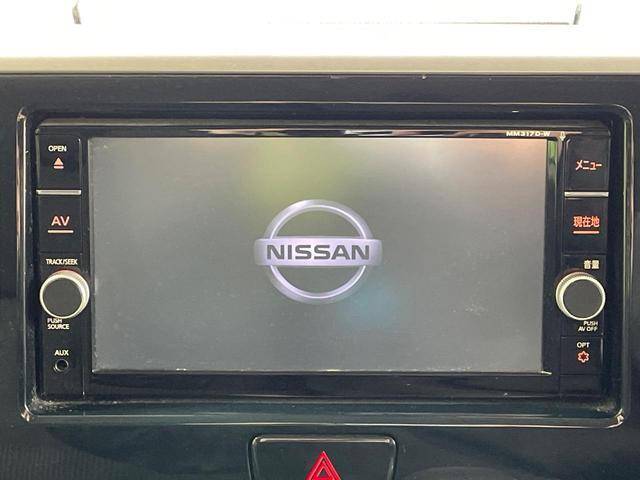 MM317D-W
OPEN
AV
TRACK/SEEK
PUSH
SOURCE
AUX
NISSAN
メニュー
現在地
音量
PUSH
AV OFF
OPT